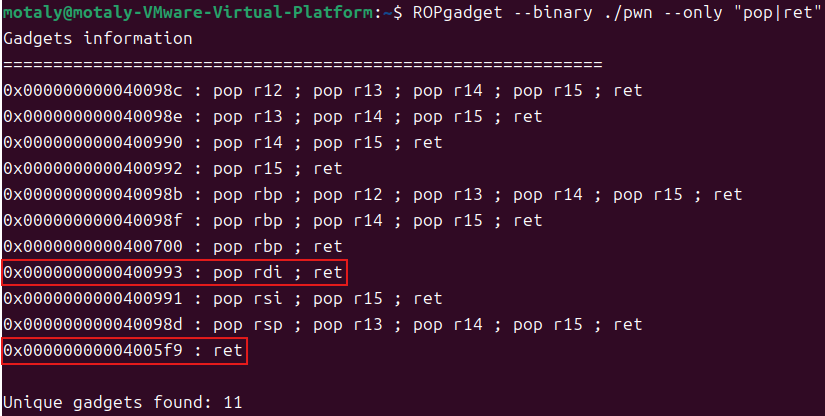 motaly@motaly-VMware-Virtual-Platform:~$ ROPgadget --binary ./pwn --only "pop|ret"
Gadgets information
============================================================
0x000000000040098c : pop r12 ; pop r13 ; pop r14 ; pop r15 ; ret
0x000000000040098e : pop r13 ; pop r14 ; pop r15 ; ret
0x0000000000400990 : pop r14 ; pop r15 ; ret
0x0000000000400992 : pop r15 ; ret
0x000000000040098b : pop rbp ; pop r12 ; pop r13 ; pop r14 ; pop r15 ; ret
0x000000000040098f : pop rbp ; pop r14 ; pop r15 ; ret
0x0000000000400700 : pop rbp ; ret
0x0000000000400993 : pop rdi ; ret
0x0000000000400991 : pop rsi ; pop r15 ; ret
0x000000000040098d : pop rsp ; pop r13 ; pop r14 ; pop r15 ; ret
0x00000000004005f9 : ret
Unique gadgets found: 11